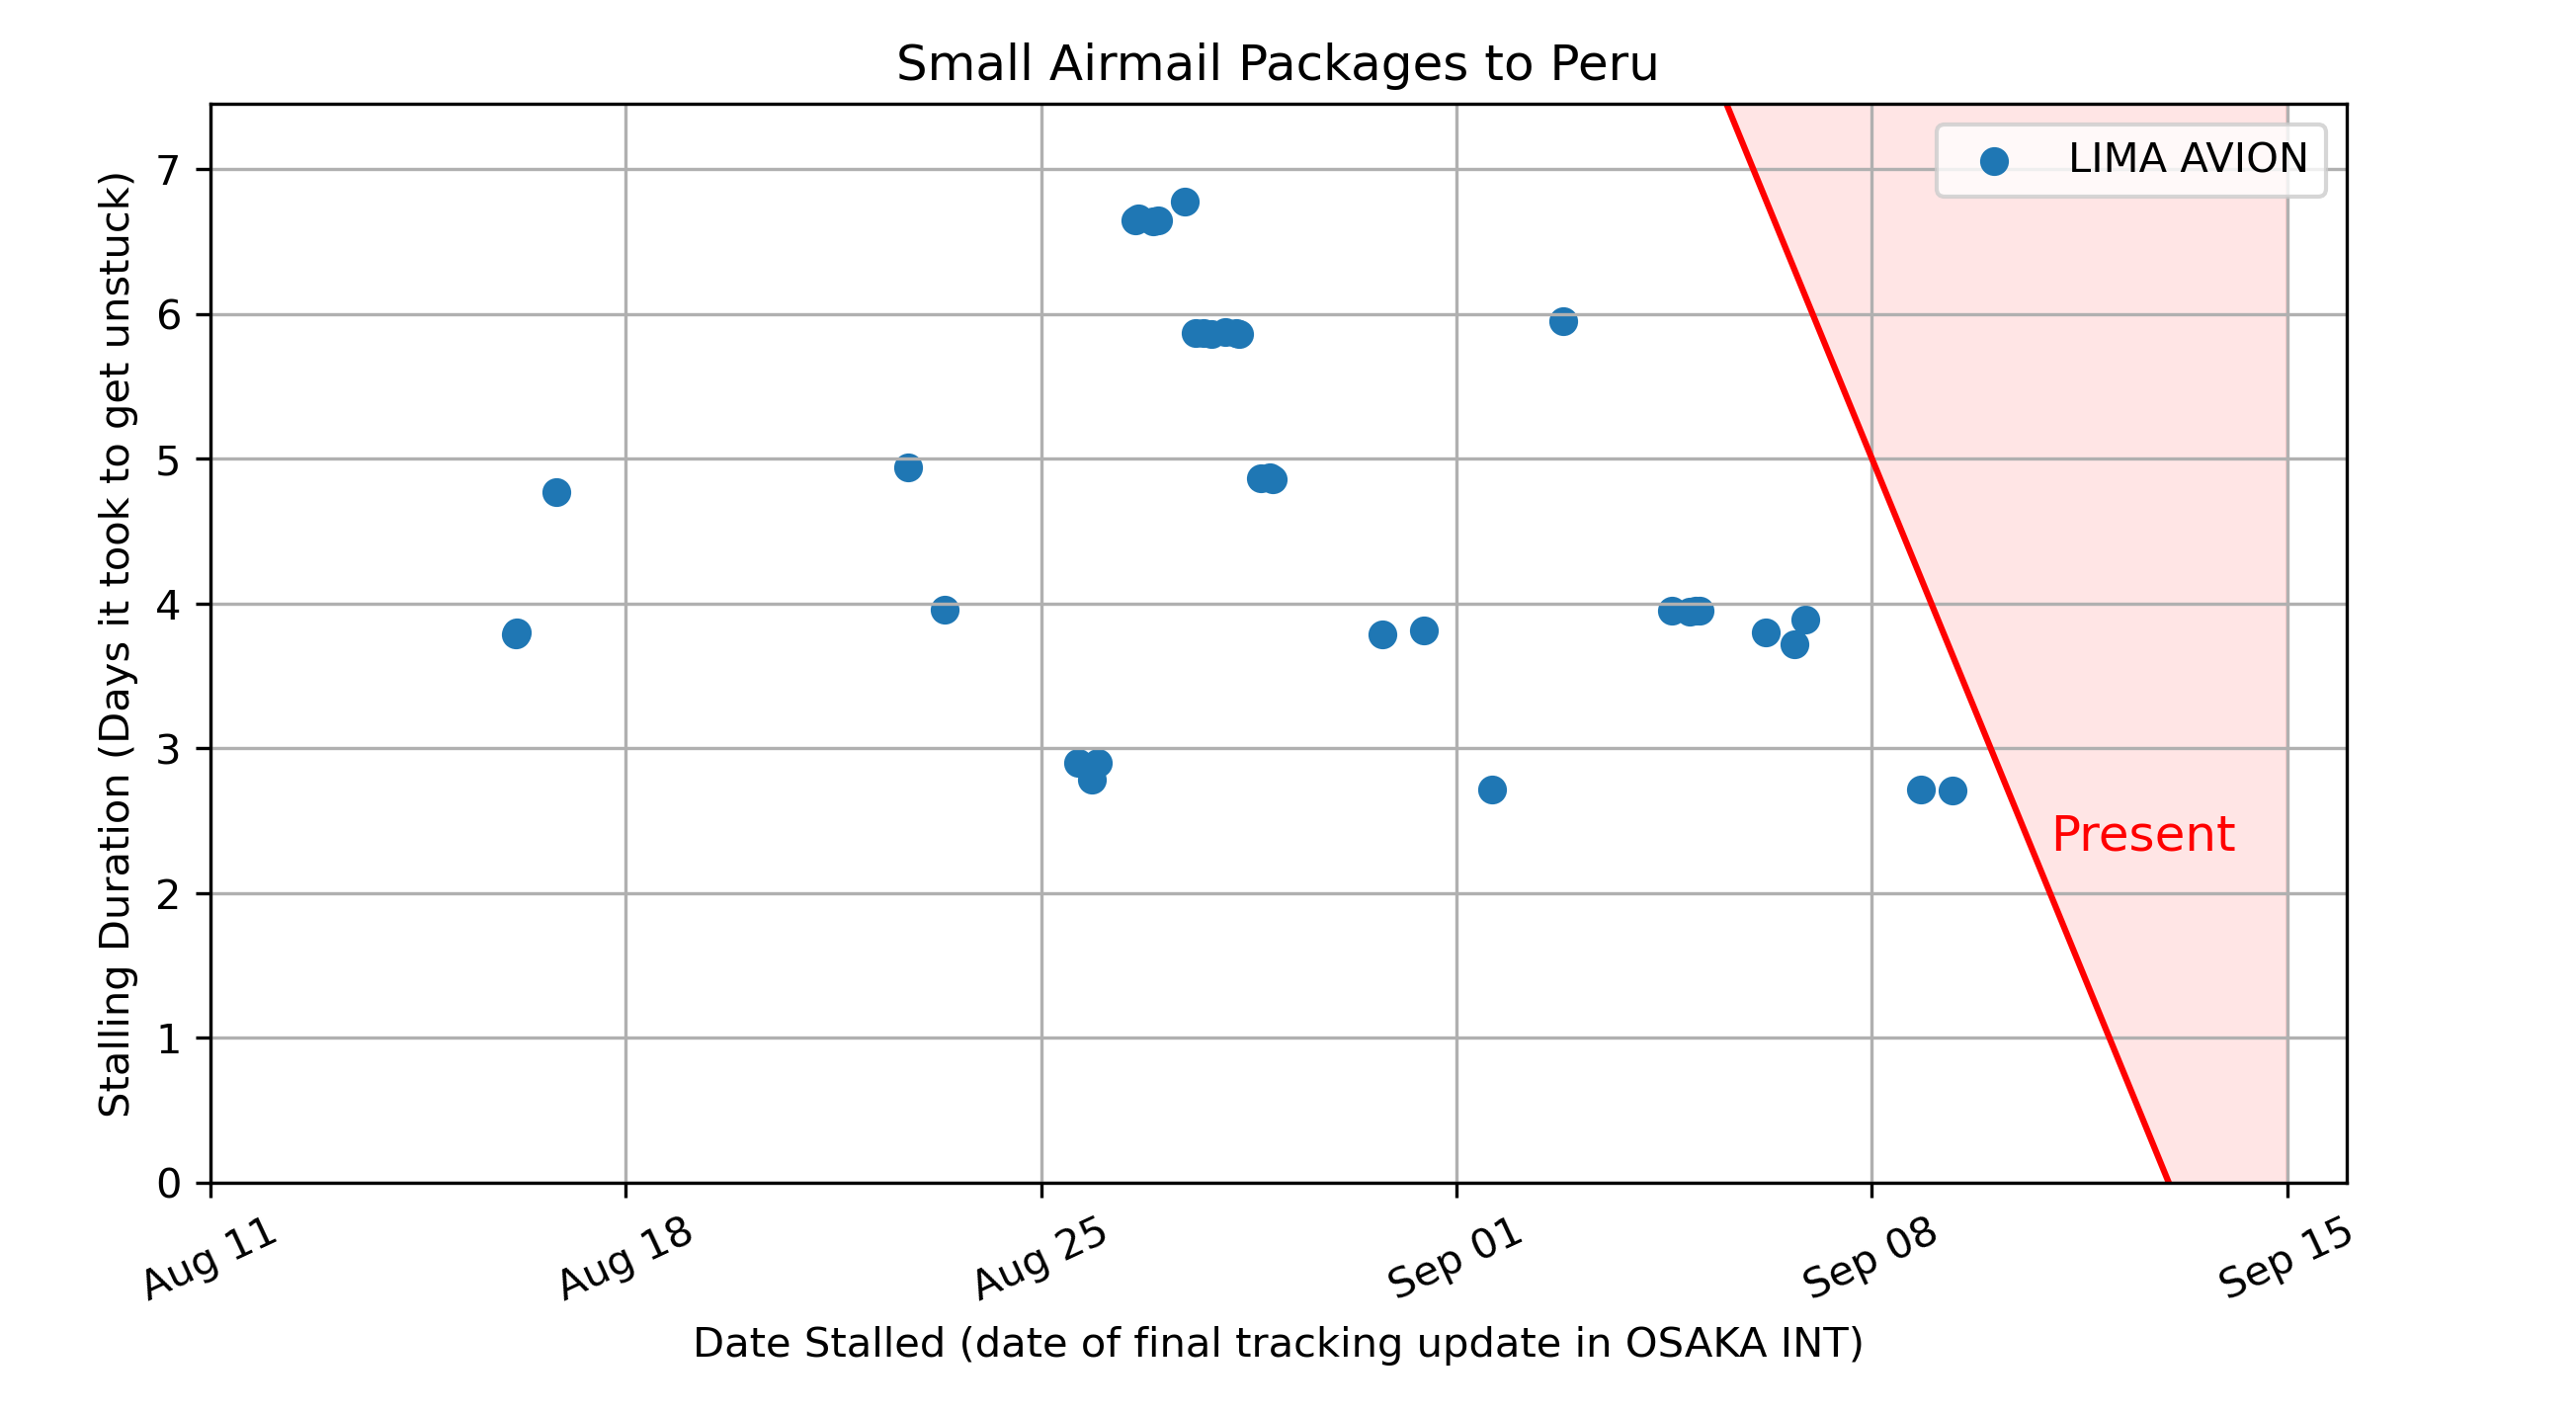 Small Airmail Packages to Peru
LIMA AVION
Stalling Duration (Days it took to get unstuck)
7
6
5
4
3
2
1
0
Present
Aug 11
Aug 18
Aug 25
Sep 01
Sep 08
Sep 15
Date Stalled (date of final tracking update in OSAKA INT)